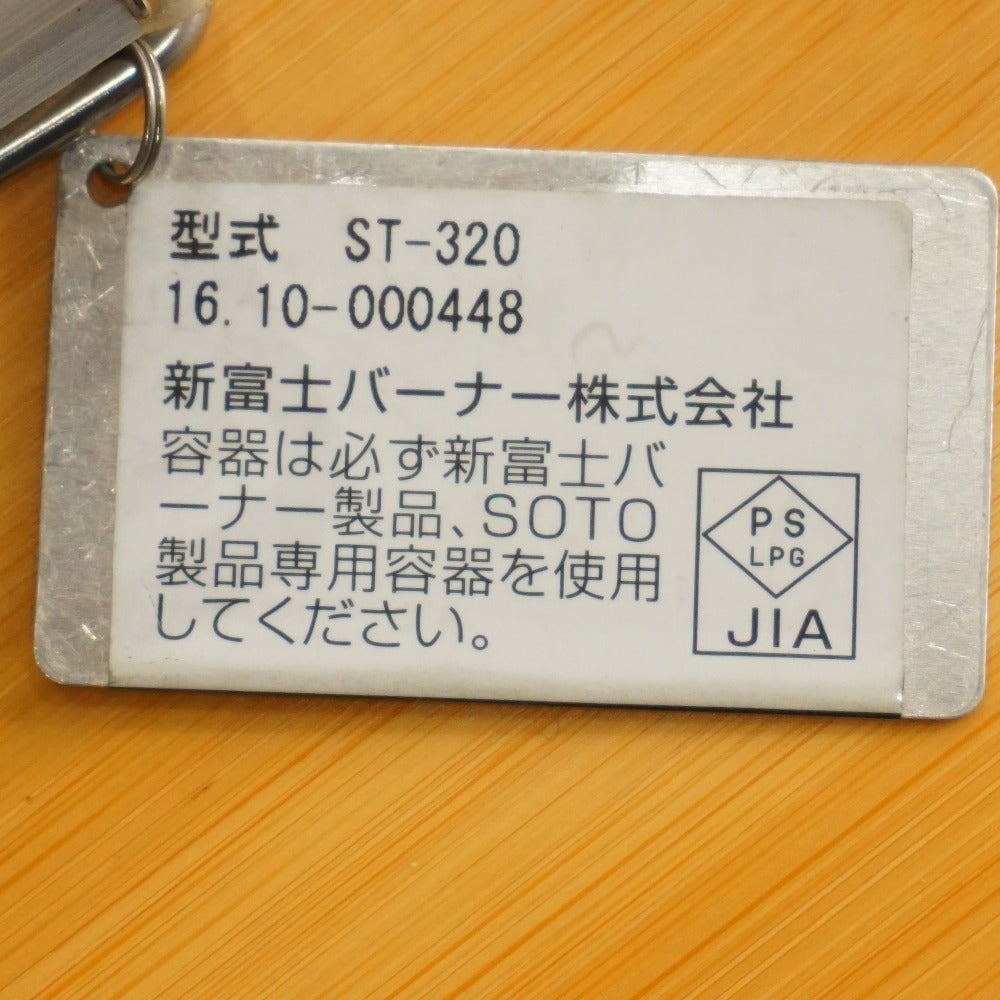 型式 ST-320
16.10-000448
新富士バーナー株式会社
容器は必ず新富士バ
ーナー製品、SOTO
製品専用容器を使用
してください。
PS
LPG
JIA